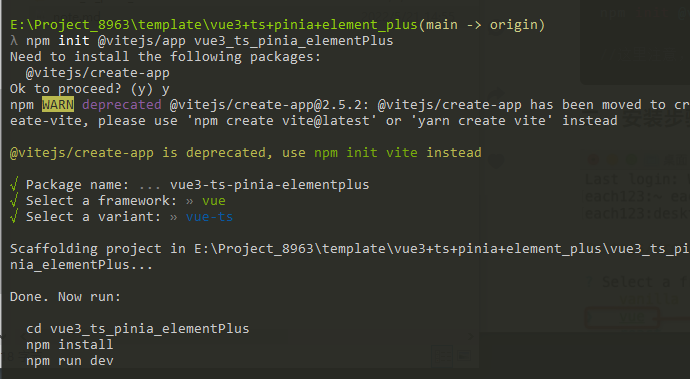 E:\Project_8963\template\vue3+ts+pinia+element_plus(main -> origin)
λ npm init @vitejs/app vue3_ts_pinia_elementPlus
Need to install the following packages:
  @vitejs/create-app
Ok to proceed? (y) y
npm WARN deprecated @vitejs/create-app@2.5.2: @vitejs/create-app has been moved to cr
eate-vite, please use 'npm create vite@latest' or 'yarn create vite' instead
@vitejs/create-app is deprecated, use npm init vite instead
√ Package name: ... vue3-ts-pinia-elementplus
√ Select a framework: » vue
√ Select a variant: » vue-ts
Scaffolding project in E:\Project_8963\template\vue3+ts+pinia+element_plus\vue3_ts_pi
nia_elementPlus...
Done. Now run:
  cd vue3_ts_pinia_elementPlus
  npm install
  npm run dev